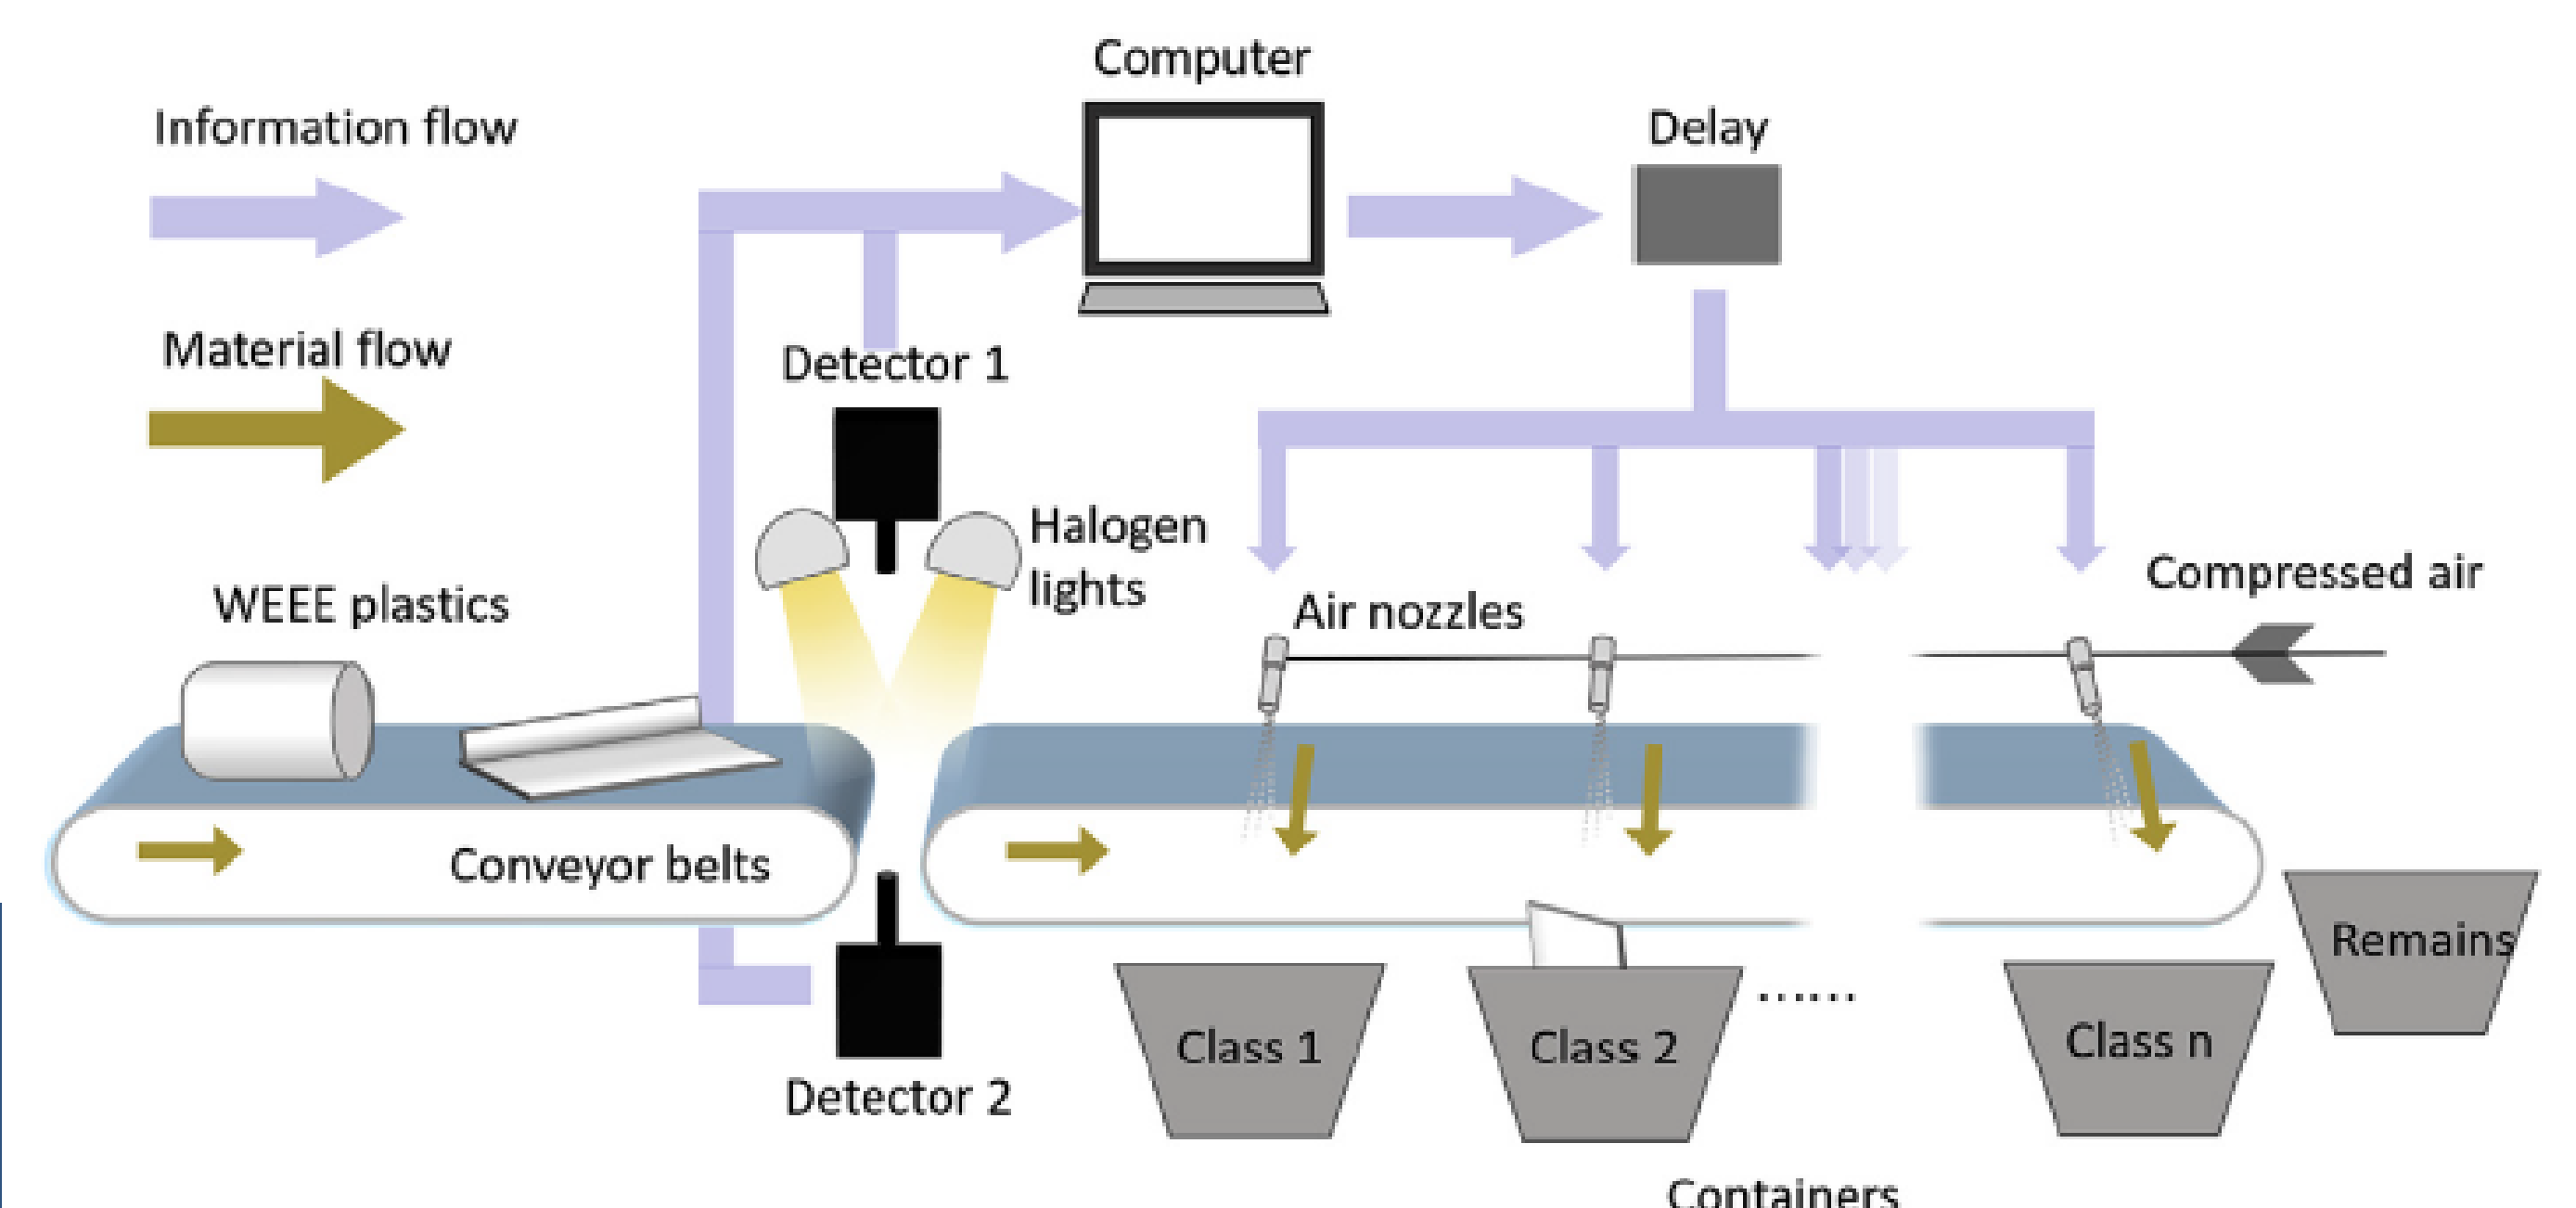 Computer
Information flow
Delay
Material flow
Detector 1
Halogen
lights
WEEE plastics
Air nozzles
Compressed air
Conveyor belts
Remains
Class 1
Class 2
......
Class n
Detector 2
Containers